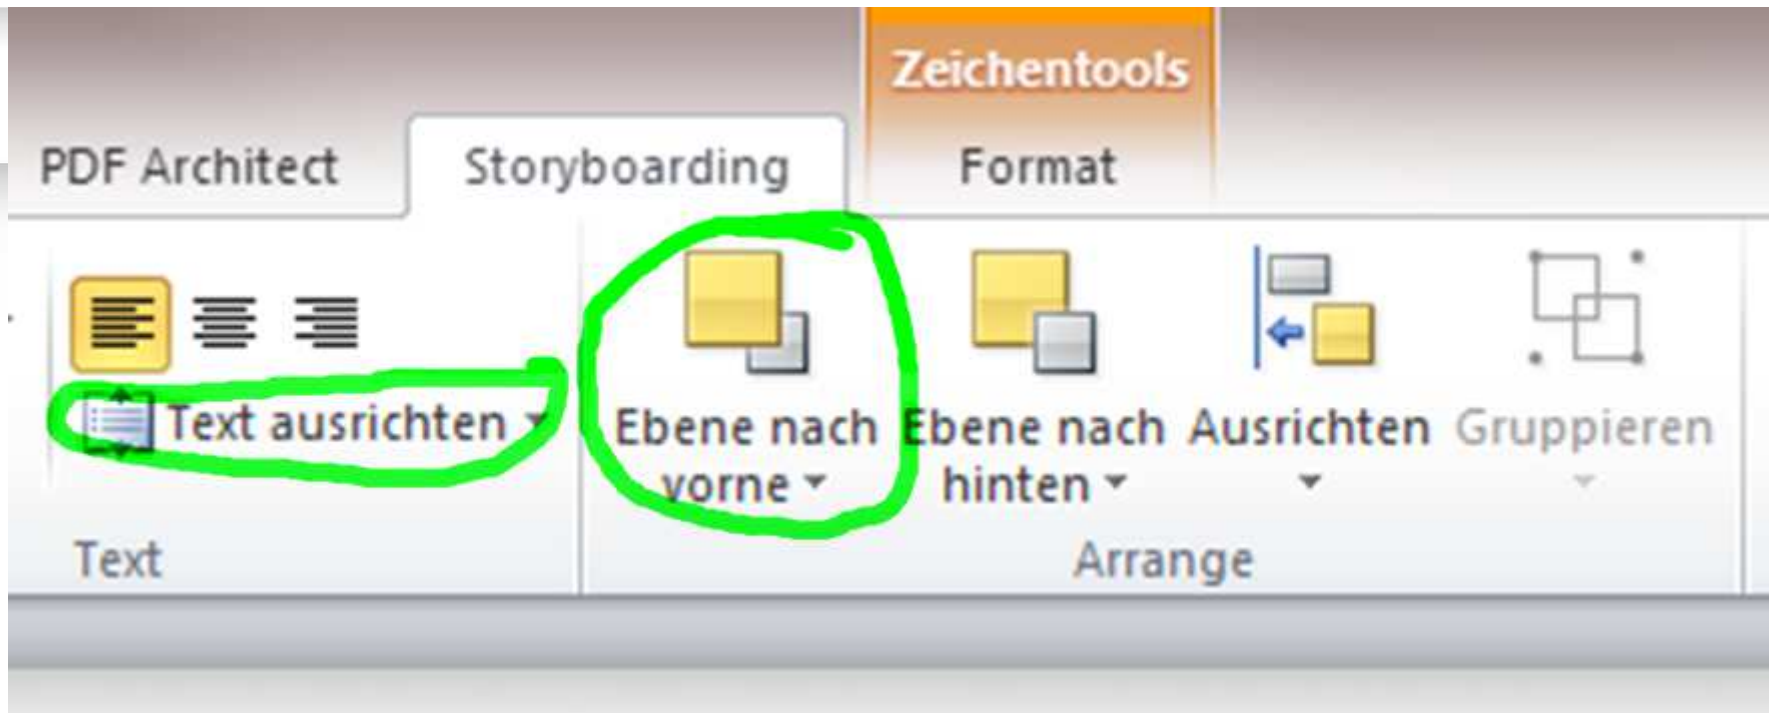 Zeichentools
PDF Architect
Storyboarding
Format
Text ausrichten
Text
Ebene nach
vorne
Ebene nach
hinten
Ausrichten
Gruppieren
Arrange